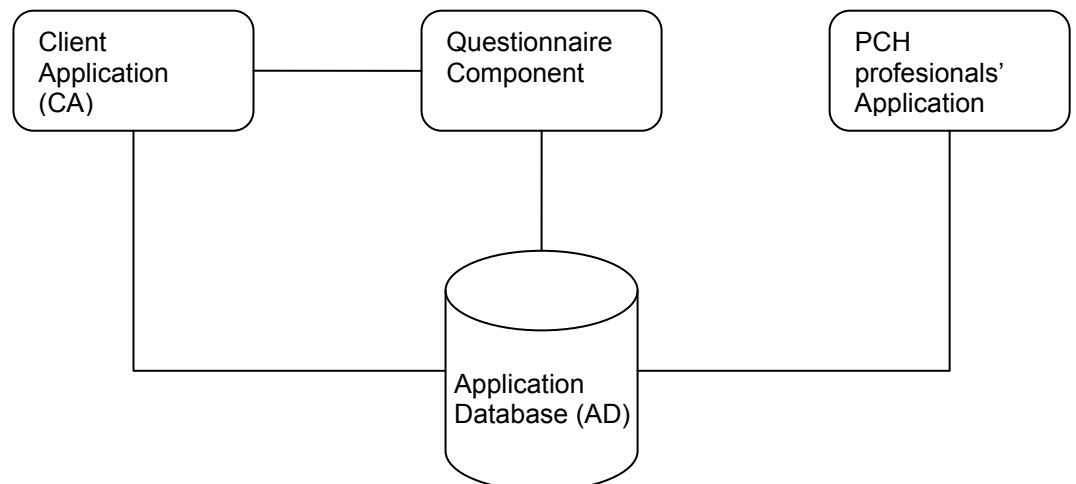 Client
Application
(CA)
Questionnaire
Component
PCH
profesionals’
Application
Application
Database (AD)